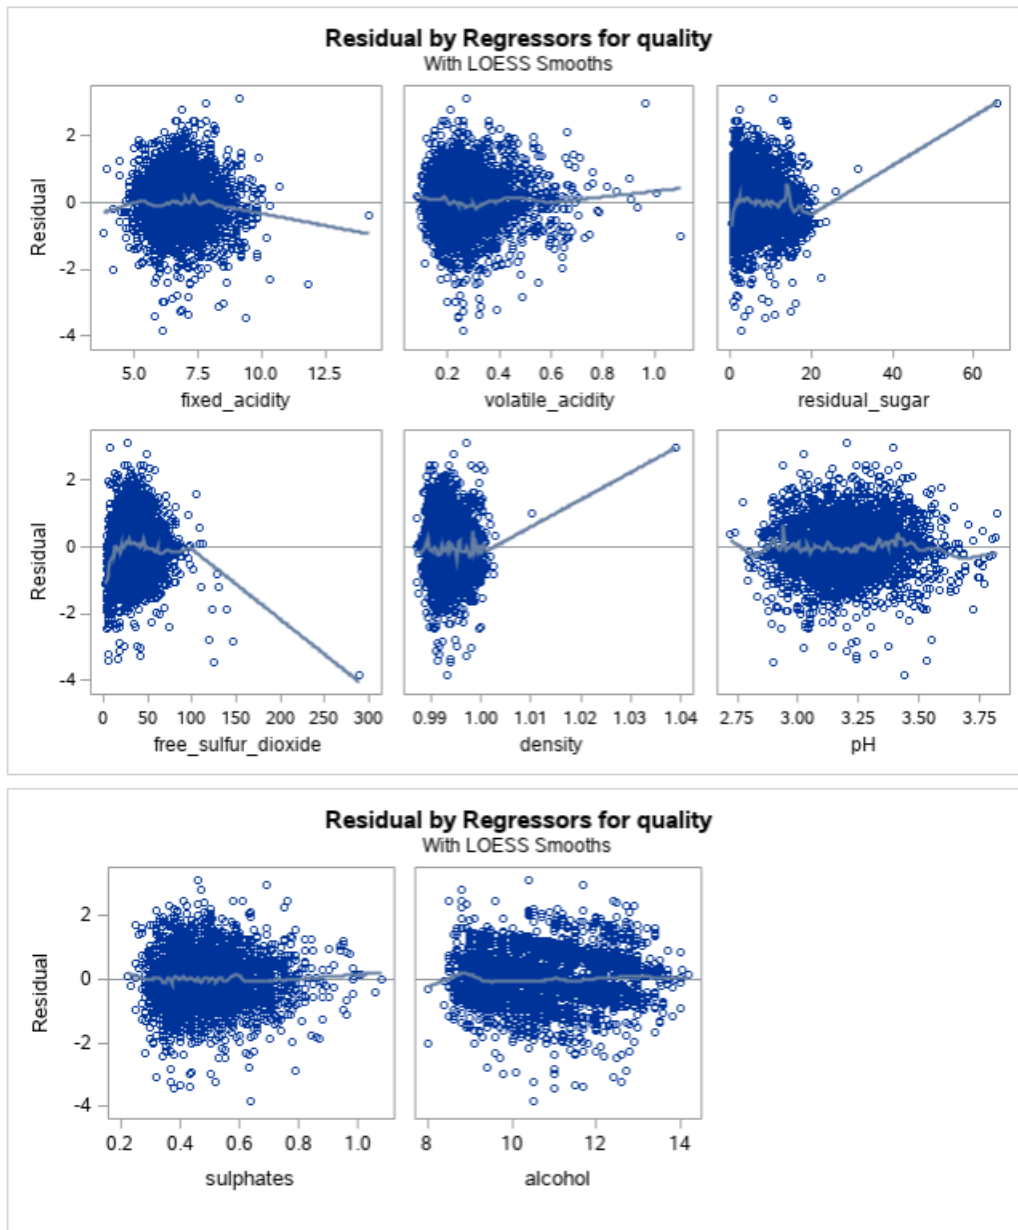 Residual by Regressors for quality
With LOESS Smooths
Residual
2
0
-2
-4
5.0 7.5 10.0 12.5
fixed_acidity
0.2 0.4 0.6 0.8 1.0
volatile_acidity
0 20 40 60
residual_sugar
Residual
2
0
-2
-4
0 50 100 150 200 250 300
free_sulfur_dioxide
0.99 1.00 1.01 1.02 1.03 1.04
density
2.75 3.00 3.25 3.50 3.75
pH
Residual by Regressors for quality
With LOESS Smooths
Residual
2
0
-2
-4
0.2 0.4 0.6 0.8 1.0
sulphates
8 10 12 14
alcohol